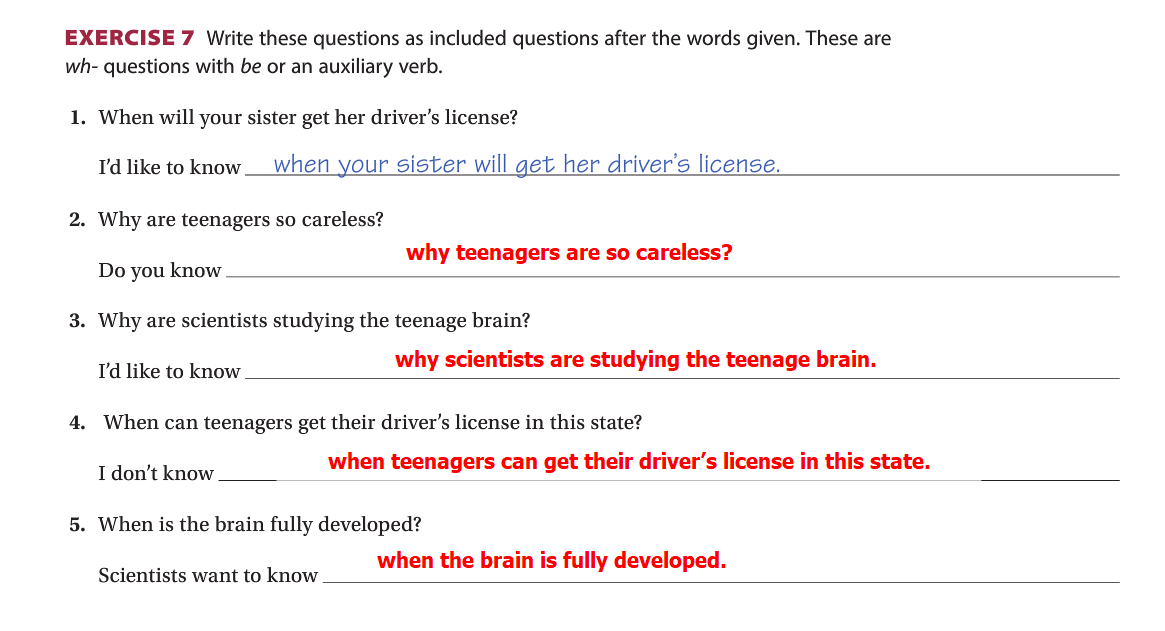 EXERCISE 7 Write these questions as included questions after the words given. These are
wh- questions with be or an auxiliary verb.
1. When will your sister get her driver’s license?
I’d like to know when your sister will get her driver’s license.
2. Why are teenagers so careless?
Do you know why teenagers are so careless?
3. Why are scientists studying the teenage brain?
I’d like to know why scientists are studying the teenage brain.
4. When can teenagers get their driver’s license in this state?
I don’t know when teenagers can get their driver’s license in this state.
5. When is the brain fully developed?
Scientists want to know when the brain is fully developed.